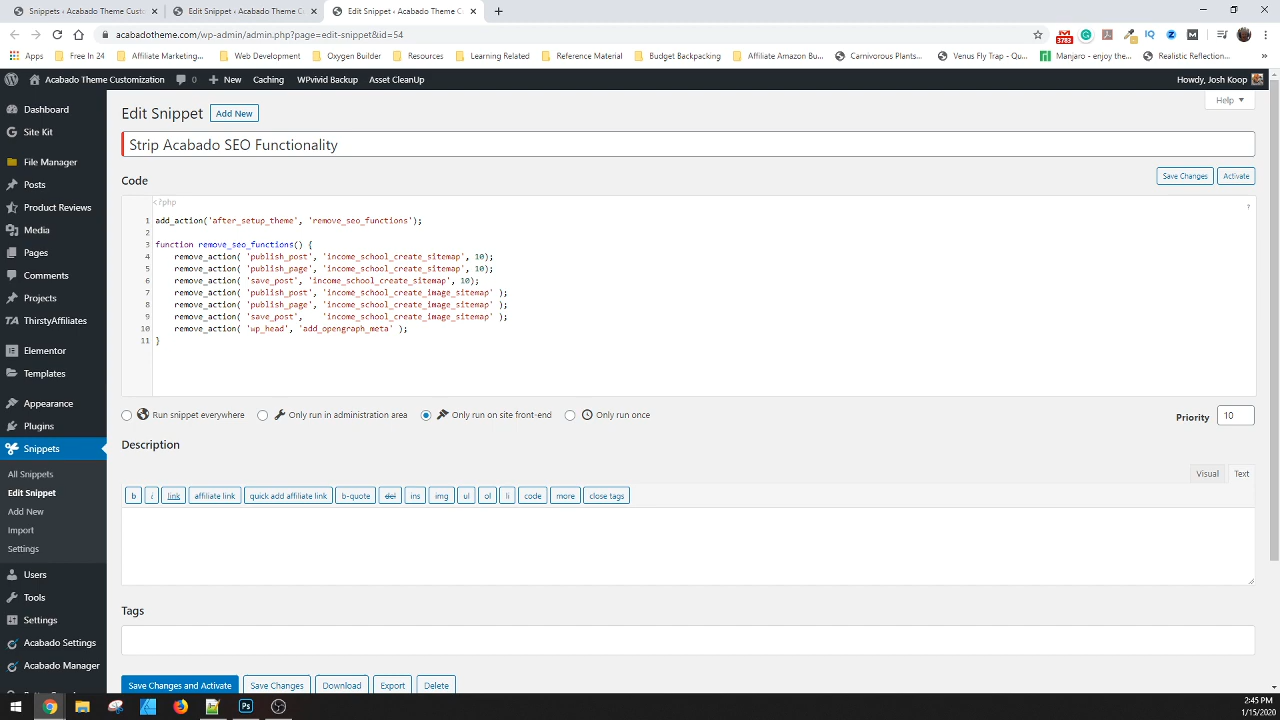 Snippets ‹ Acabado Theme Cust
Edit Snippet ‹ Acabado Theme C
Edit Snippet ‹ Acabado Theme C
acabadotheme.com/wp-admin/admin.php?page=edit-snippet&id=54
3783
Apps
Free In 24
Affiliate Marketing...
Web Development
Oxygen Builder
Resources
Learning Related
Reference Material
Budget Backpacking
Affiliate Amazon Bu...
Carnivorous Plants...
Venus Fly Trap - Qu...
Manjaro - enjoy the...
Realistic Reflection...
Acabado Theme Customization
0
New
Caching
WPvivid Backup
Asset CleanUp
Howdy, Josh Koop
Dashboard
Site Kit
File Manager
Posts
Product Reviews
Media
Pages
Comments
Projects
ThirstyAffiliates
Elementor
Templates
Appearance
Plugins
Snippets
All Snippets
Edit Snippet
Add New
Import
Settings
Users
Tools
Settings
Acabado Settings
Acabado Manager
Edit Snippet
Add New
Help
Strip Acabado SEO Functionality
Code
Save Changes
Activate
<?php
?
1 add_action('after_setup_theme', 'remove_seo_functions');
2
3 function remove_seo_functions() {
4 remove_action( 'publish_post', 'income_school_create_sitemap', 10);
5 remove_action( 'publish_page', 'income_school_create_sitemap', 10);
6 remove_action( 'save_post', 'income_school_create_sitemap', 10);
7 remove_action( 'publish_post', 'income_school_create_image_sitemap' );
8 remove_action( 'publish_page', 'income_school_create_image_sitemap' );
9 remove_action( 'save_post', 'income_school_create_image_sitemap' );
10 remove_action( 'wp_head', 'add_opengraph_meta' );
11 }
Run snippet everywhere
Only run in administration area
Only run on site front-end
Only run once
Priority
10
Description
Visual
Text
b
i
link
affiliate link
quick add affiliate link
b-quote
del
ins
img
ul
ol
li
code
more
close tags
Tags
Save Changes and Activate
Save Changes
Download
Export
Delete
2:45 PM
1/15/2020